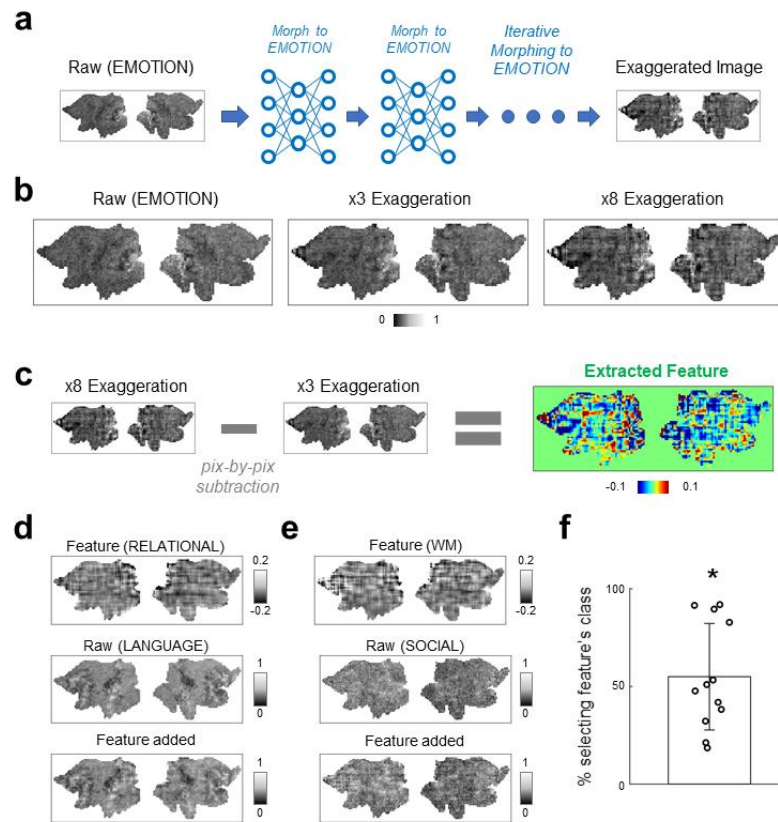 a
Raw (EMOTION)
Morph to
EMOTION
Morph to
EMOTION
Iterative
Morphing to
EMOTION
Exaggerated Image
b
Raw (EMOTION)
x3 Exaggeration
x8 Exaggeration
0
1
c
x8 Exaggeration
x3 Exaggeration
Extracted Feature
pix-by-pix
subtraction
-0.1
0.1
d
Feature (RELATIONAL)
0.2
-0.2
Raw (LANGUAGE)
1
0
Feature added
1
0
e
Feature (WM)
0.2
-0.2
Raw (SOCIAL)
1
0
Feature added
1
0
f
*
% selecting feature's class
100
50
0